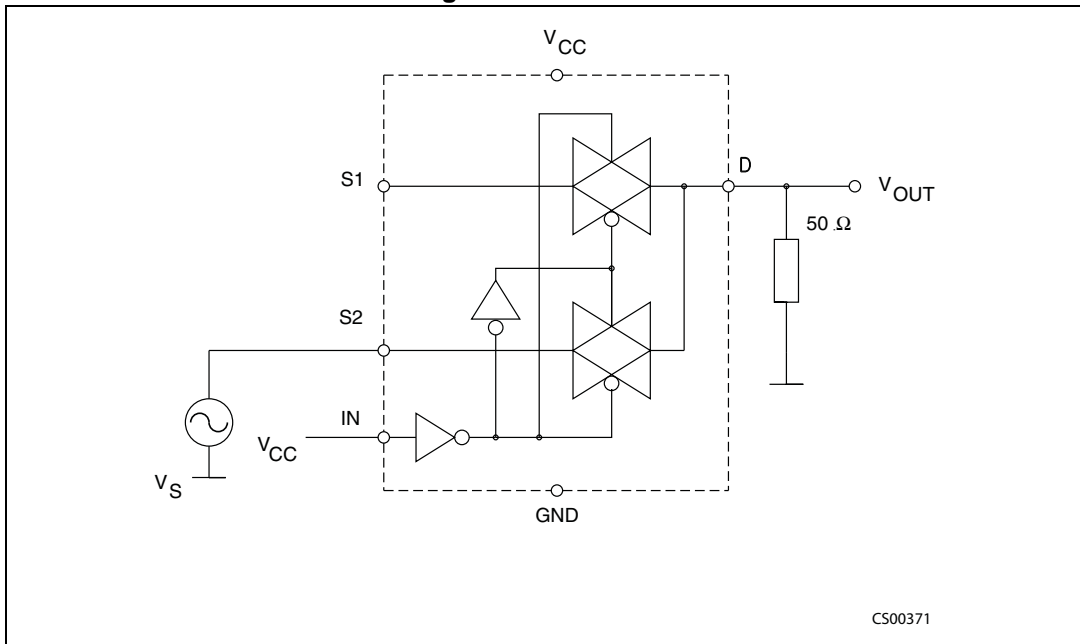 V CC
S1
D
V OUT
50 .Ω
S2
IN
V CC
V S
GND
CS00371